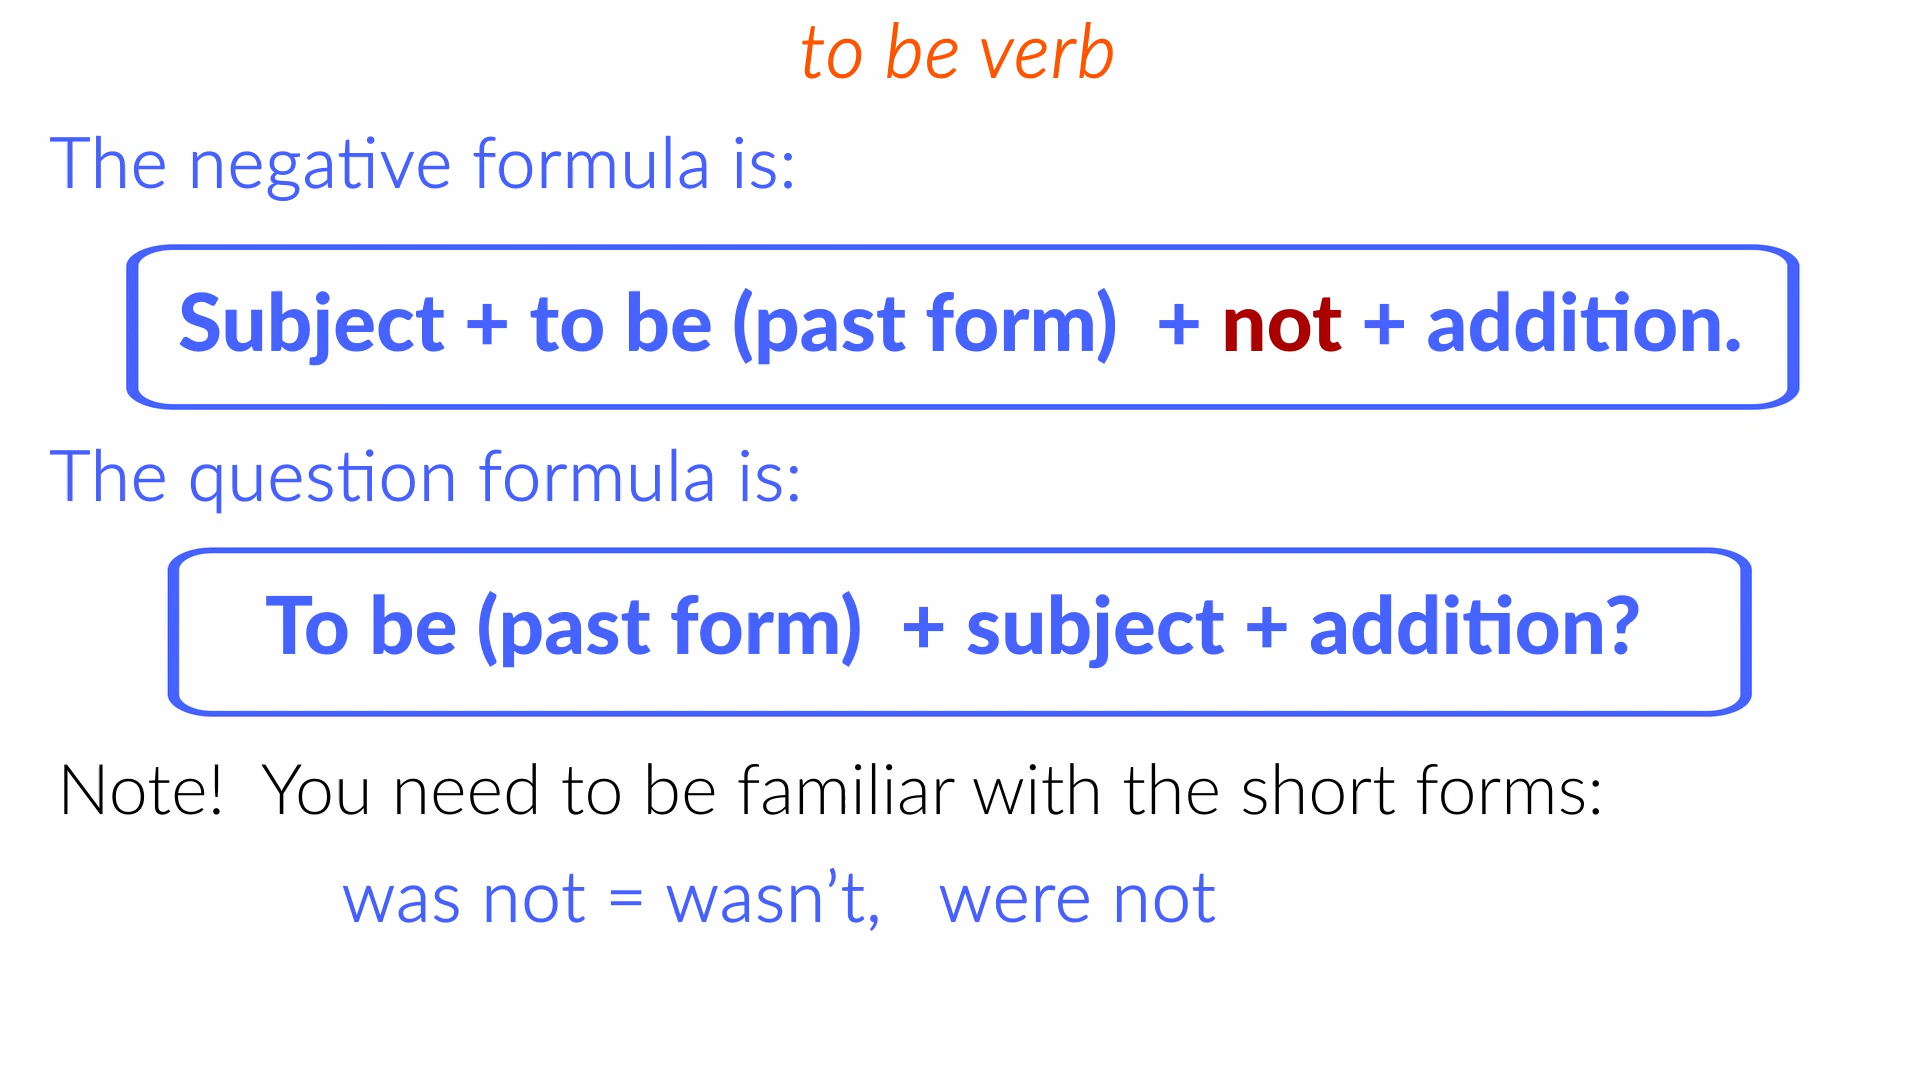 to be verb
The negative formula is:
Subject + to be (past form) + not + addition.
The question formula is:
To be (past form) + subject + addition?
Note! You need to be familiar with the short forms:
was not = wasn’t, were not